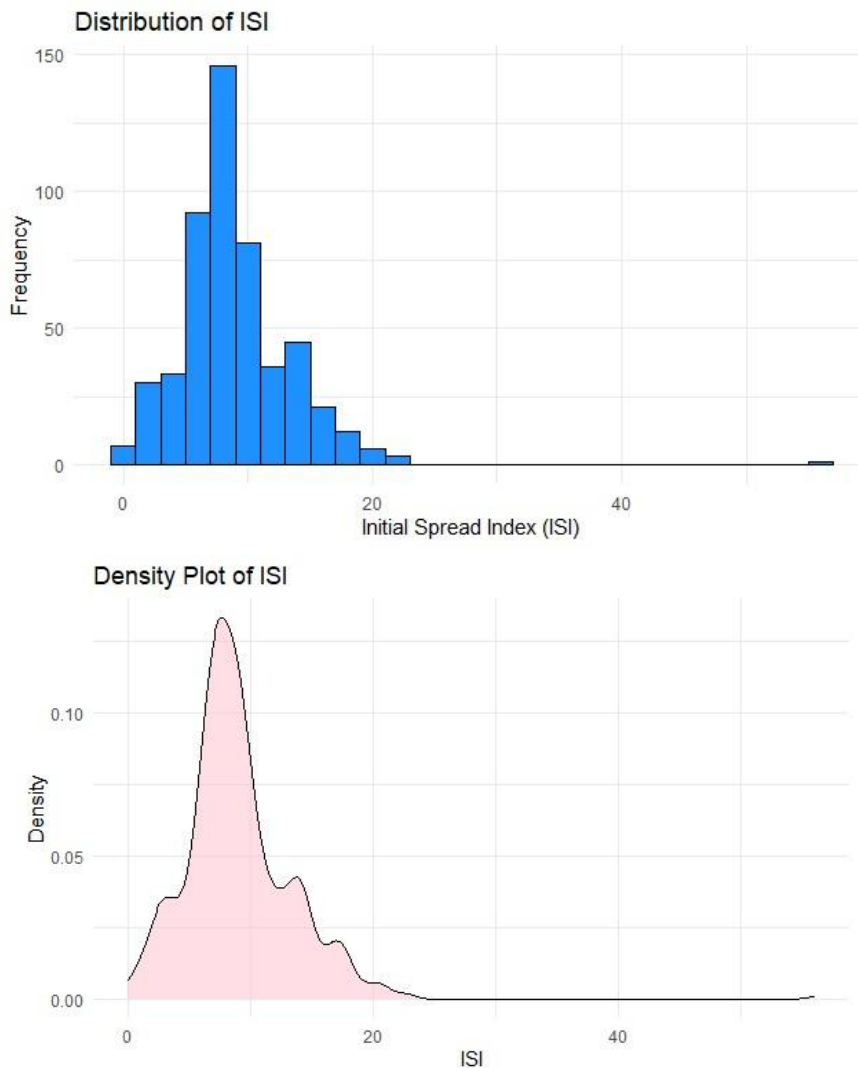 Distribution of ISI
150
100
50
0
Frequency
0 20 40
Initial Spread Index (ISI)
Density Plot of ISI
0.10
0.05
0.00
Density
0 20 40
ISI